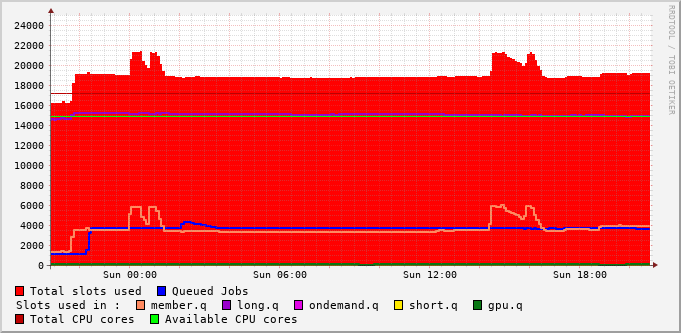 24000
22000
20000
18000
16000
14000
12000
10000
8000
6000
4000
2000
0
Sun 00:00 Sun 06:00 Sun 12:00 Sun 18:00
Total slots used Queued Jobs
Slots used in : member.q long.q ondemand.q short.q gpu.q
Total CPU cores Available CPU cores
RRDTOOL / TOBI OETIKER